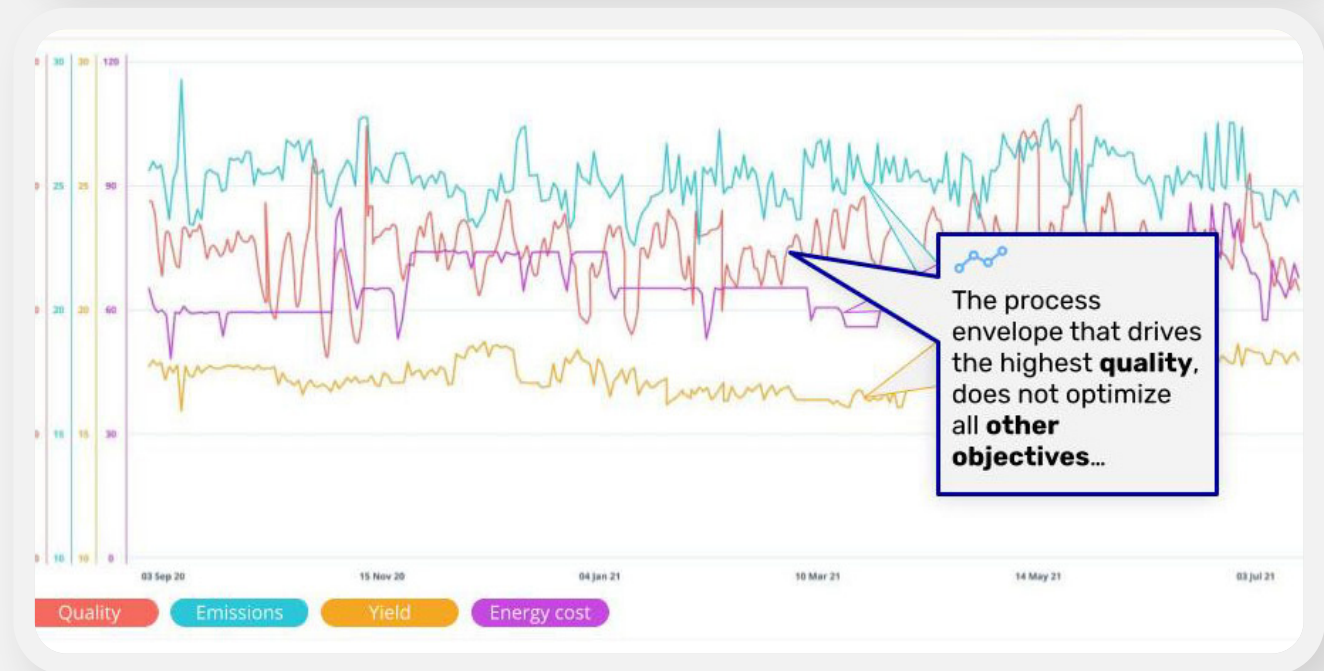 30 30 120
25 25 90
The process
envelope that drives
the highest quality,
does not optimize
all other
objectives…
20 20 60
15 15 30
10 10 0
03 Sep 20 15 Nov 20 04 Jan 21 10 Mar 21 14 May 21 03 Jul 21
Quality Emissions Yield Energy cost